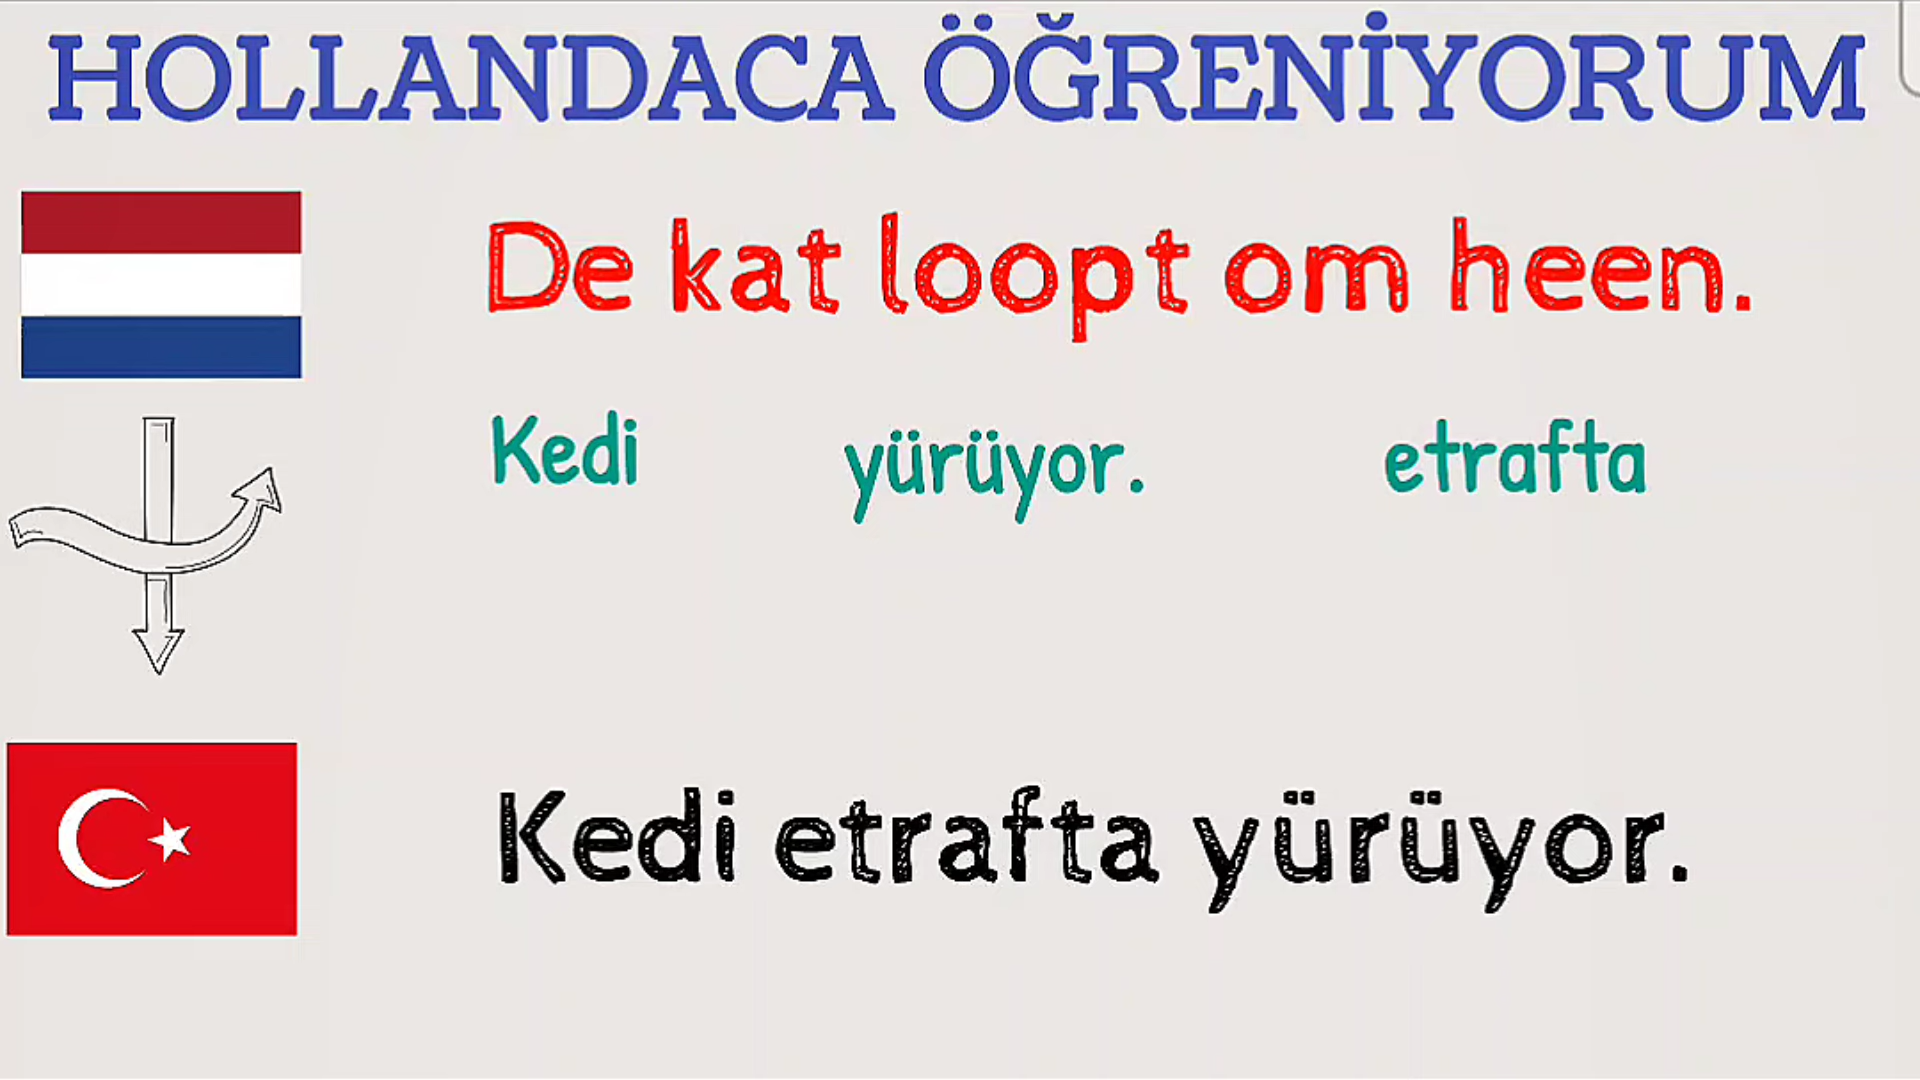 HOLLANDACA ÖĞRENİYORUM
De kat loopt om heen.
Kedi yürüyor. etrafta
Kedi etrafta yürüyor.